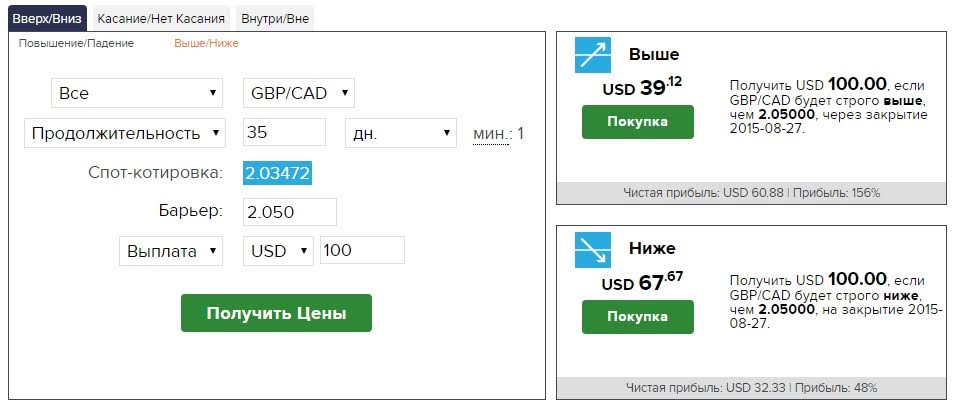 Вверх/Вниз Касание/Нет Касания Внутри/Вне
Повышение/Падение Выше/Ниже
Все GBP/CAD
Продолжительность 35 дн. мин.: 1
Спот-котировка: 2.03472
Барьер: 2.050
Выплата USD 100
Получить Цены
Выше
USD 39.12
Покупка
Получить USD 100.00, если
GBP/CAD будет строго выше,
чем 2.05000, через закрытие
2015-08-27.
Чистая прибыль: USD 60.88 | Прибыль: 156%
Ниже
USD 67.67
Покупка
Получить USD 100.00, если
GBP/CAD будет строго ниже,
чем 2.05000, на закрытие 2015-
08-27.
Чистая прибыль: USD 32.33 | Прибыль: 48%